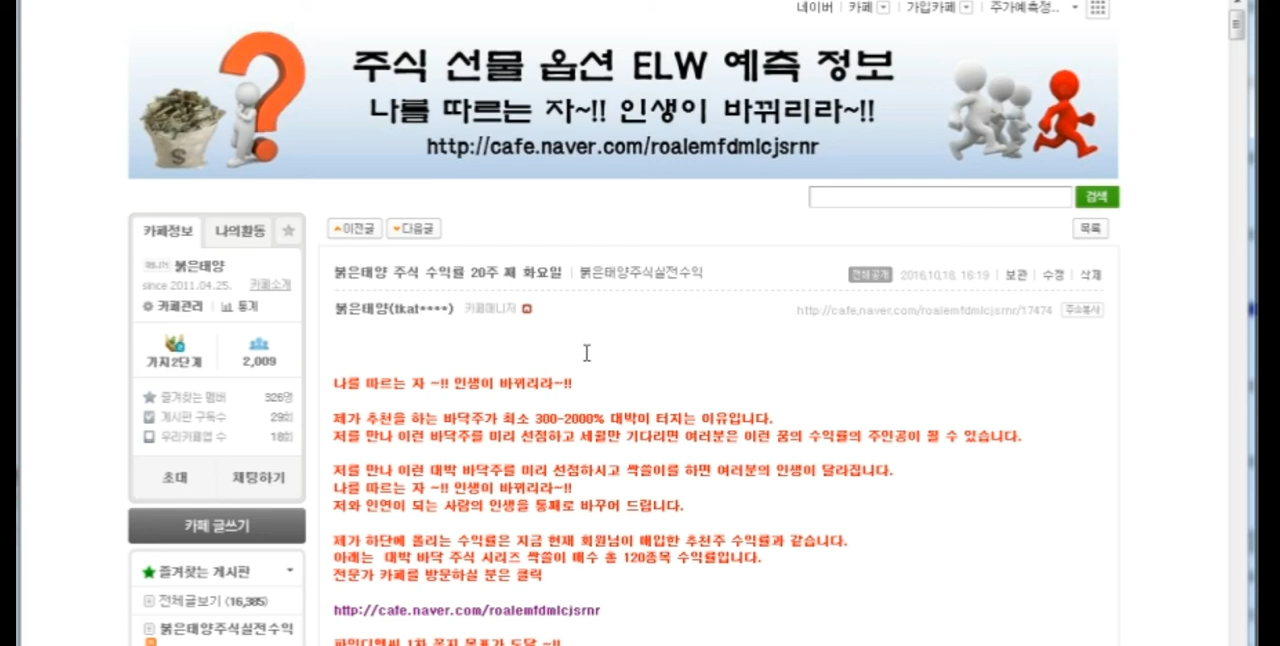 네이버 | 카페 | 가입카페 | 주가예측정..
주식 선물 옵션 ELW 예측 정보
나를 따르는 자~!! 인생이 바뀌리라~!!
http://cafe.naver.com/roalemfdmlcjsrnr
검색
카페정보 나의활동
이전글 다음글
목록
매니저 붉은태양
since 2011.04.25. 카페소개
카페관리 | 통계
가지2단계 2,009
즐겨찾는 멤버 326명
게시판 구독수 29회
우리카페앱 수 18회
초대 채팅하기
카페 글쓰기
즐겨찾는 게시판
전체글보기 (16,385)
붉은태양주식실전수익
붉은태양 주식 수익률 20주 째 화요일 | 붉은태양주식실전수익
전체공개 2016.10.18. 16:19 | 보관 | 수정 | 삭제
붉은태양(tkat****) 카페매니저
http://cafe.naver.com/roalemfdmlcjsrnr/17474 주소복사
나를 따르는 자 ~!! 인생이 바뀌리라~!!
제가 추천을 하는 바닥주가 최소 300-2000% 대박이 터지는 이유입니다.
저를 만나 이런 바닥주를 미리 선점하고 세월만 기다리면 여러분은 이런 꿈의 수익률의 주인공이 될 수 있습니다.
저를 만나 이런 대박 바닥주를 미리 선점하시고 싹쓸이를 하면 여러분의 인생이 달라집니다.
나를 따르는 자 ~!! 인생이 바뀌리라~!!
저와 인연이 되는 사람의 인생을 통째로 바꾸어 드립니다.
제가 하단에 올리는 수익률은 지금 현재 회원님이 매입한 추천주 수익률과 같습니다.
아래는 대박 바닥 주식 시리즈 싹쓸이 매수 총 120종목 수익률입니다.
전문가 카페를 방문하실 분은 클릭
http://cafe.naver.com/roalemfdmlcjsrnr